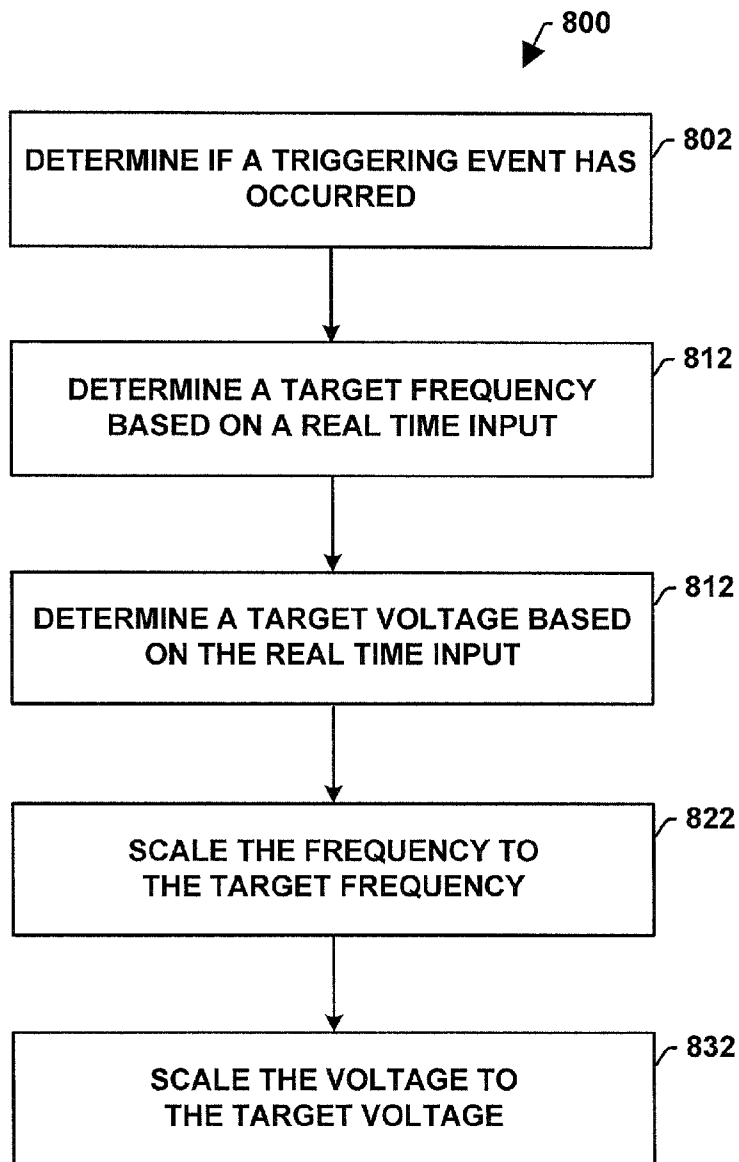 800
802
DETERMINE IF A TRIGGERING EVENT HAS
OCCURRED
812
DETERMINE A TARGET FREQUENCY
BASED ON A REAL TIME INPUT
812
DETERMINE A TARGET VOLTAGE BASED
ON THE REAL TIME INPUT
822
SCALE THE FREQUENCY TO
THE TARGET FREQUENCY
832
SCALE THE VOLTAGE TO
THE TARGET VOLTAGE